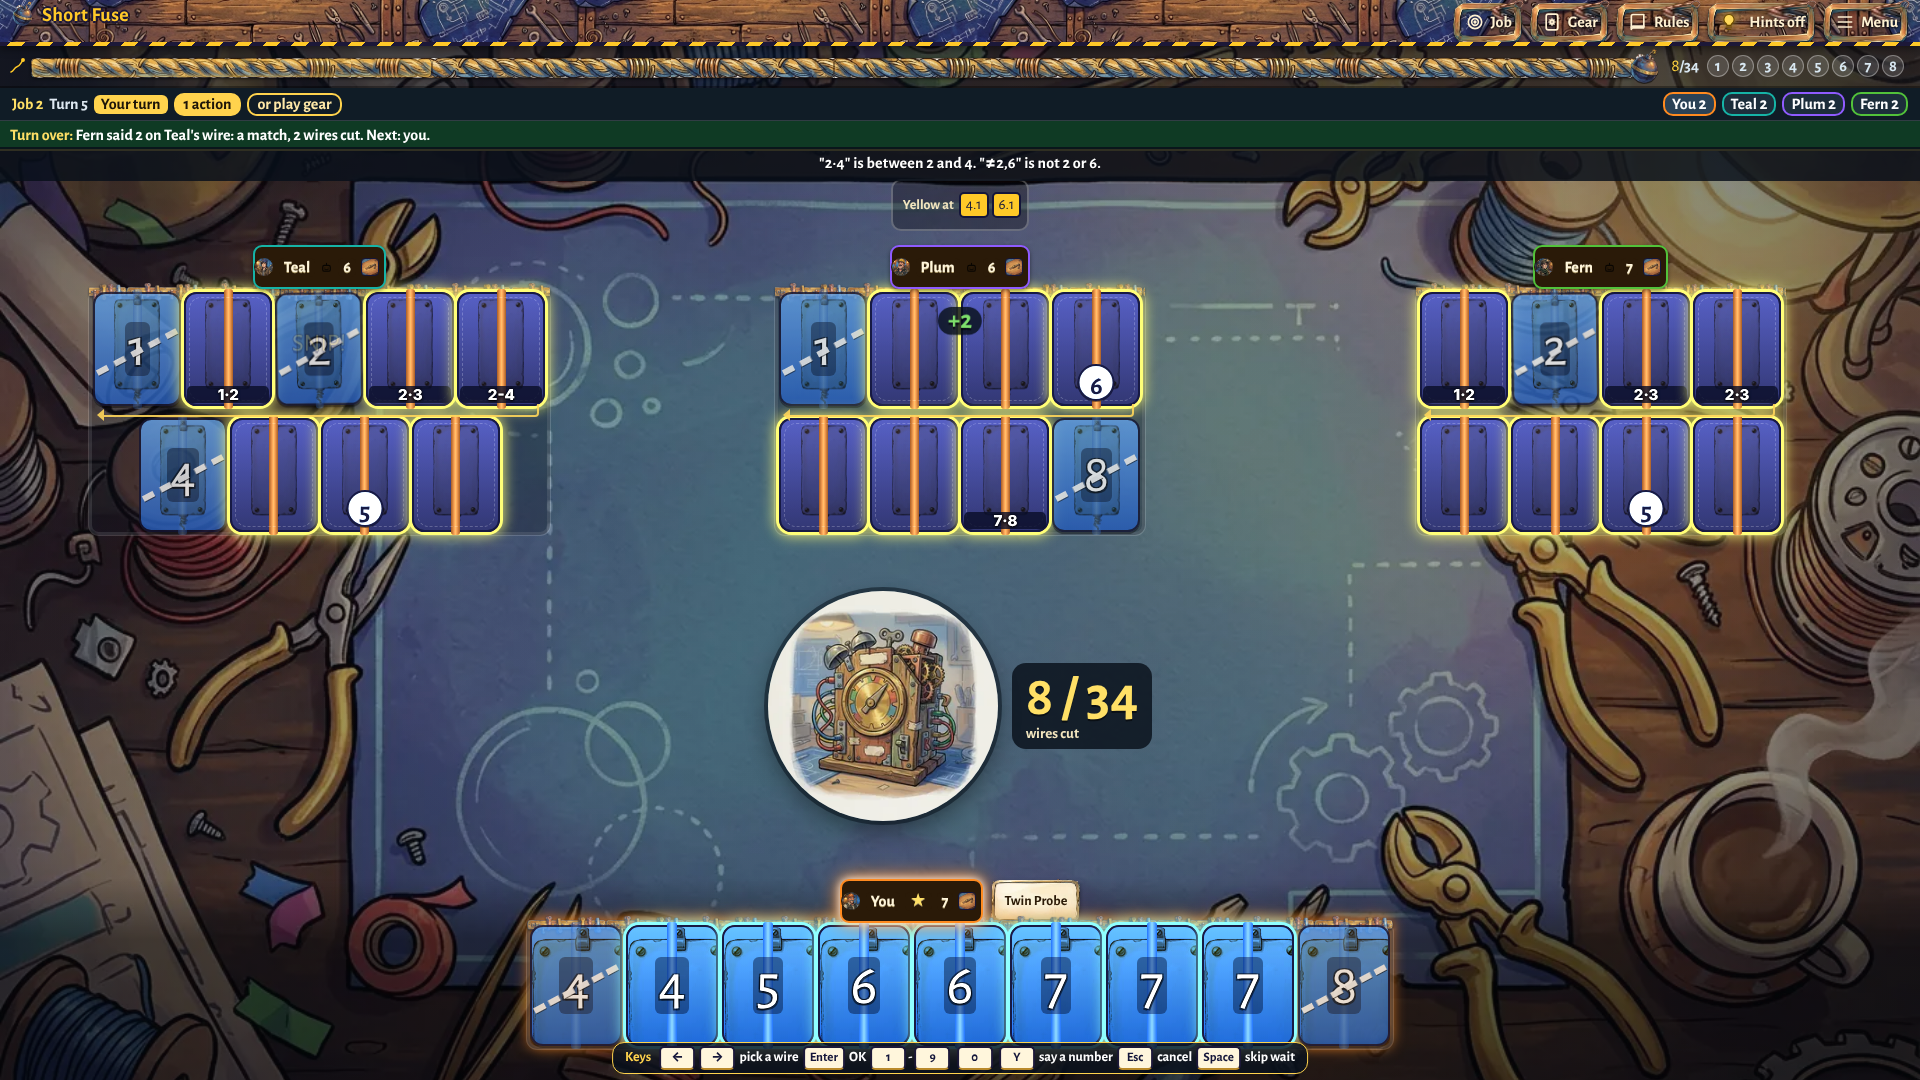 Short Fuse
Job
Gear
Rules
Hints off
Menu
8/34 1 2 3 4 5 6 7 8
Job 2 Turn 5 Your turn 1 action or play gear
You 2 Teal 2 Plum 2 Fern 2
Turn over: Fern said 2 on Teal's wire: a match, 2 wires cut. Next: you.
"2·4" is between 2 and 4. "≠2,6" is not 2 or 6.
Yellow at 4.1 6.1
Teal 6
1 2
1·2 2·3 2-4
4 5
Plum 6
1 +2 6
7·8 8
Fern 7
2
1·2 2·3 2·3
5
8/34
wires cut
You ★ 7
Twin Probe
4 4 5 6 6 7 7 7 8
Keys ← → pick a wire Enter OK 1 - 9 0 Y say a number Esc cancel Space skip wait